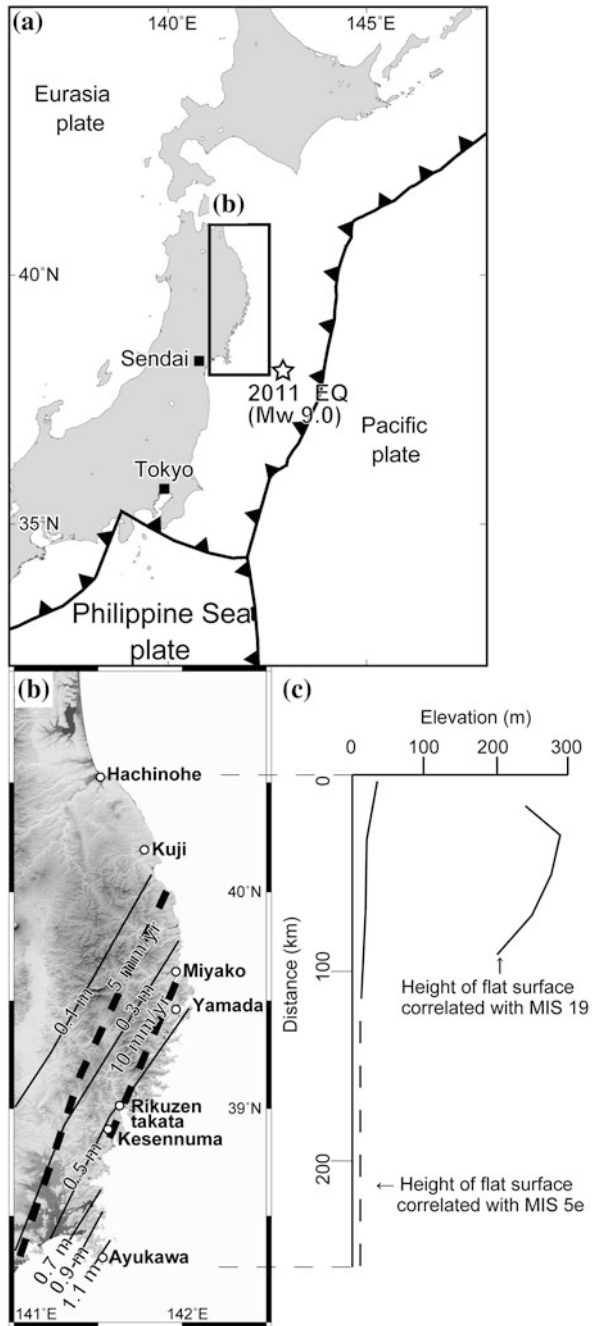 (a)
140˚E
145˚E
Eurasia
plate
(b)
40˚N
Sendai
2011 EQ
(Mw 9.0)
Pacific
plate
Tokyo
35˚N
Philippine Sea
plate
(b)
Hachinohe
Kuji
40˚N
5 mm/yr
0.1 m
0.3 m
Miyako
Yamada
10 mm/yr
39˚N
Rikuzen
takata
Kesennuma
0.5 m
0.7 m
0.9 m
1.1 m
Ayukawa
141˚E
142˚E
(c)
Elevation (m)
0
100
200
300
0
100
200
Distance (km)
Height of flat surface
correlated with MIS 19
← Height of flat surface
correlated with MIS 5e